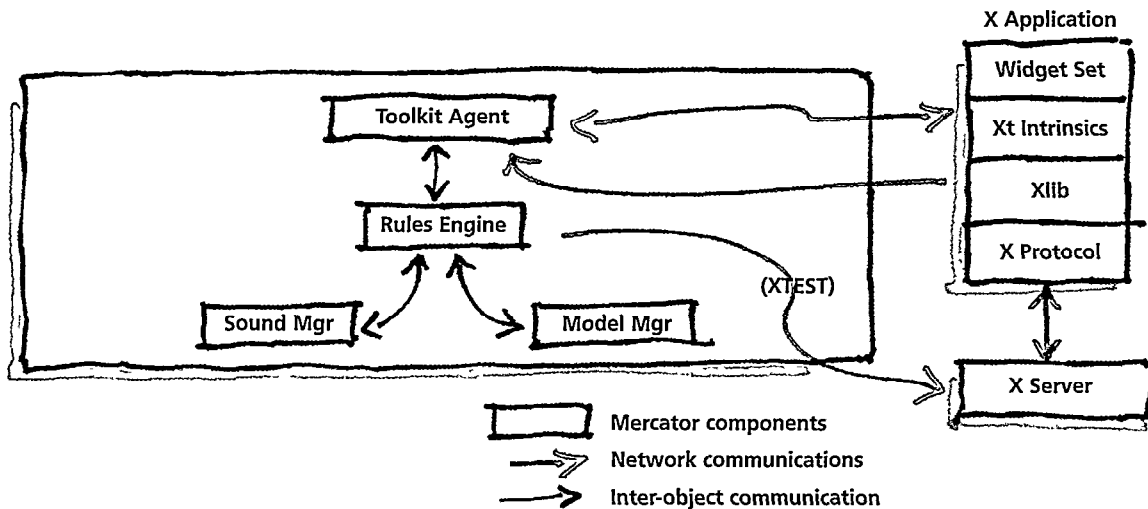 X Application
Widget Set
Toolkit Agent
Xt Intrinsics
Xlib
Rules Engine
X Protocol
(XTEST)
Sound Mgr
Model Mgr
X Server
Mercator components
Network communications
Inter-object communication